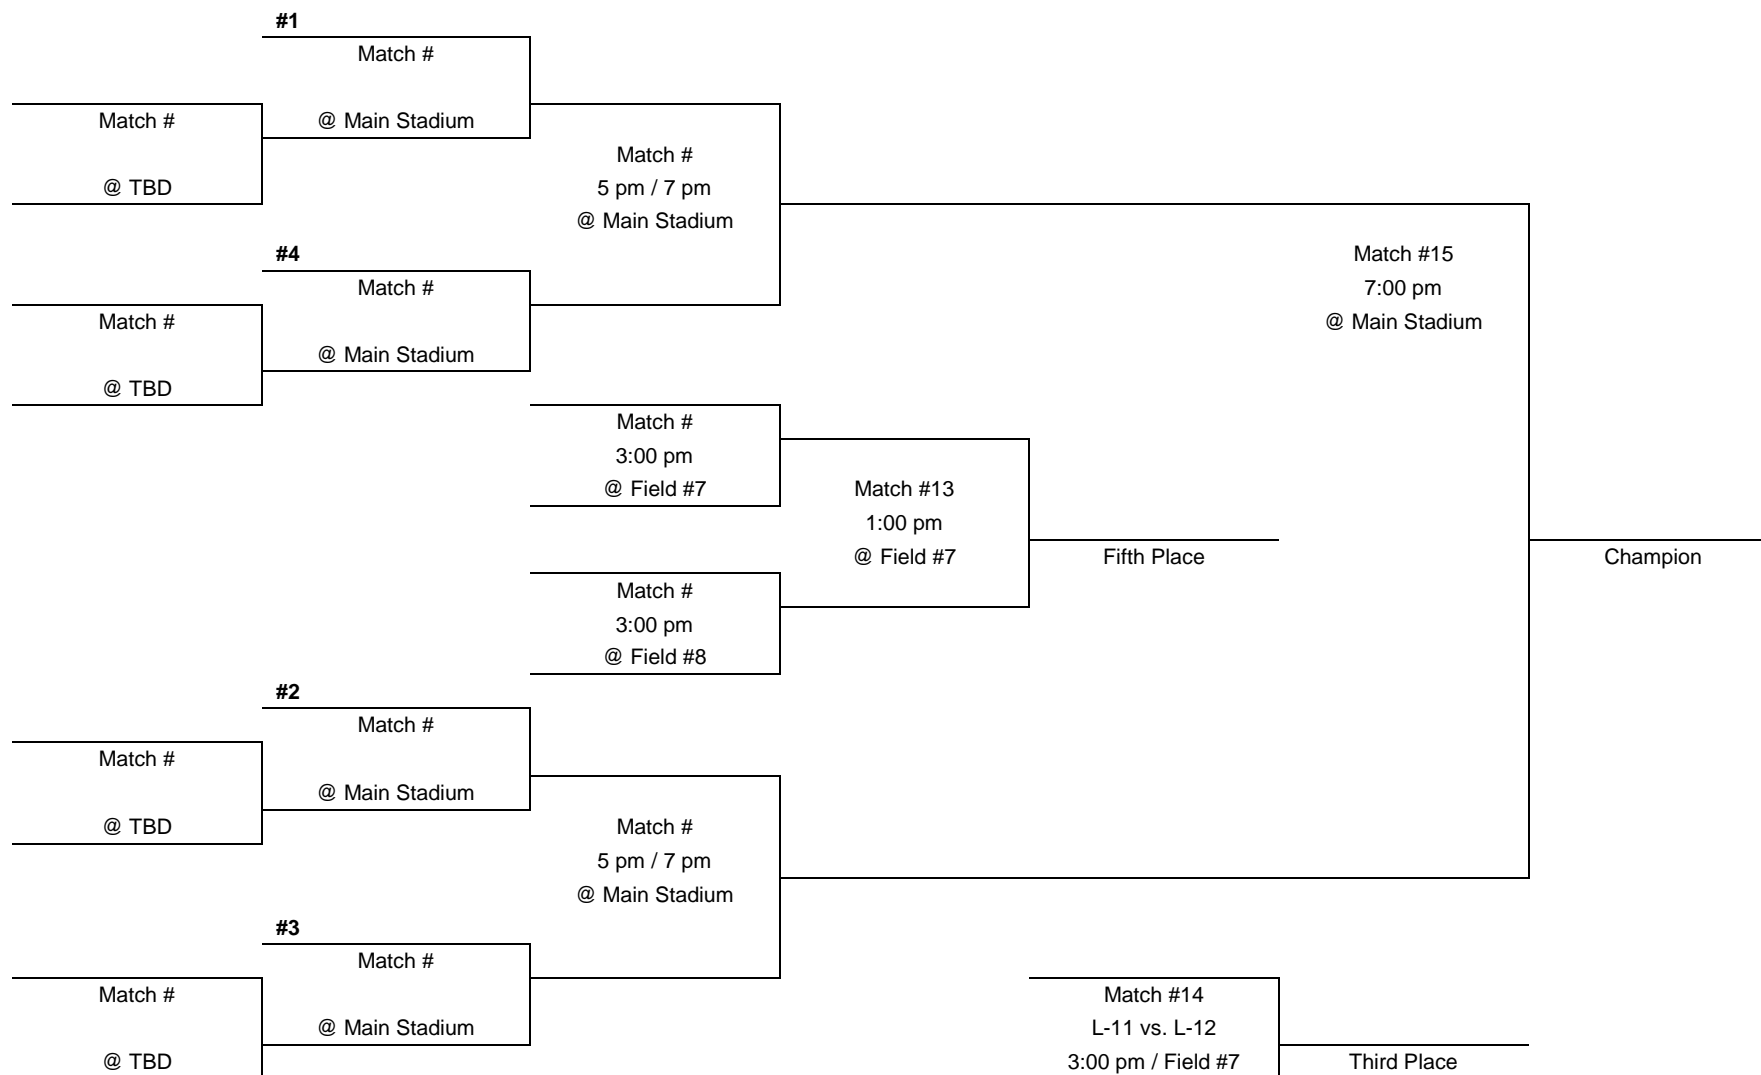 #1
Match #
@ Main Stadium
Match #
@ TBD
Match #
5 pm / 7 pm
@ Main Stadium
#4
Match #
@ Main Stadium
Match #
@ TBD
Match #15
7:00 pm
@ Main Stadium
Match #
3:00 pm
@ Field #7
Match #13
1:00 pm
@ Field #7
Fifth Place
Champion
Match #
3:00 pm
@ Field #8
#2
Match #
@ Main Stadium
Match #
@ TBD
Match #
5 pm / 7 pm
@ Main Stadium
#3
Match #
@ Main Stadium
Match #
@ TBD
Match #14
L-11 vs. L-12
3:00 pm / Field #7
Third Place